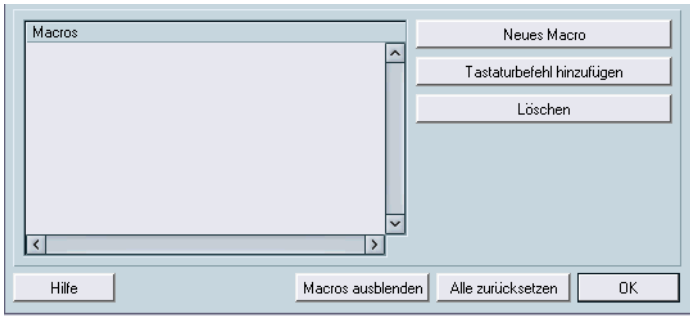 Macros
Neues Macro
Tastaturbefehl hinzufügen
Löschen
Hilfe
Macros ausblenden
Alle zurücksetzen
OK